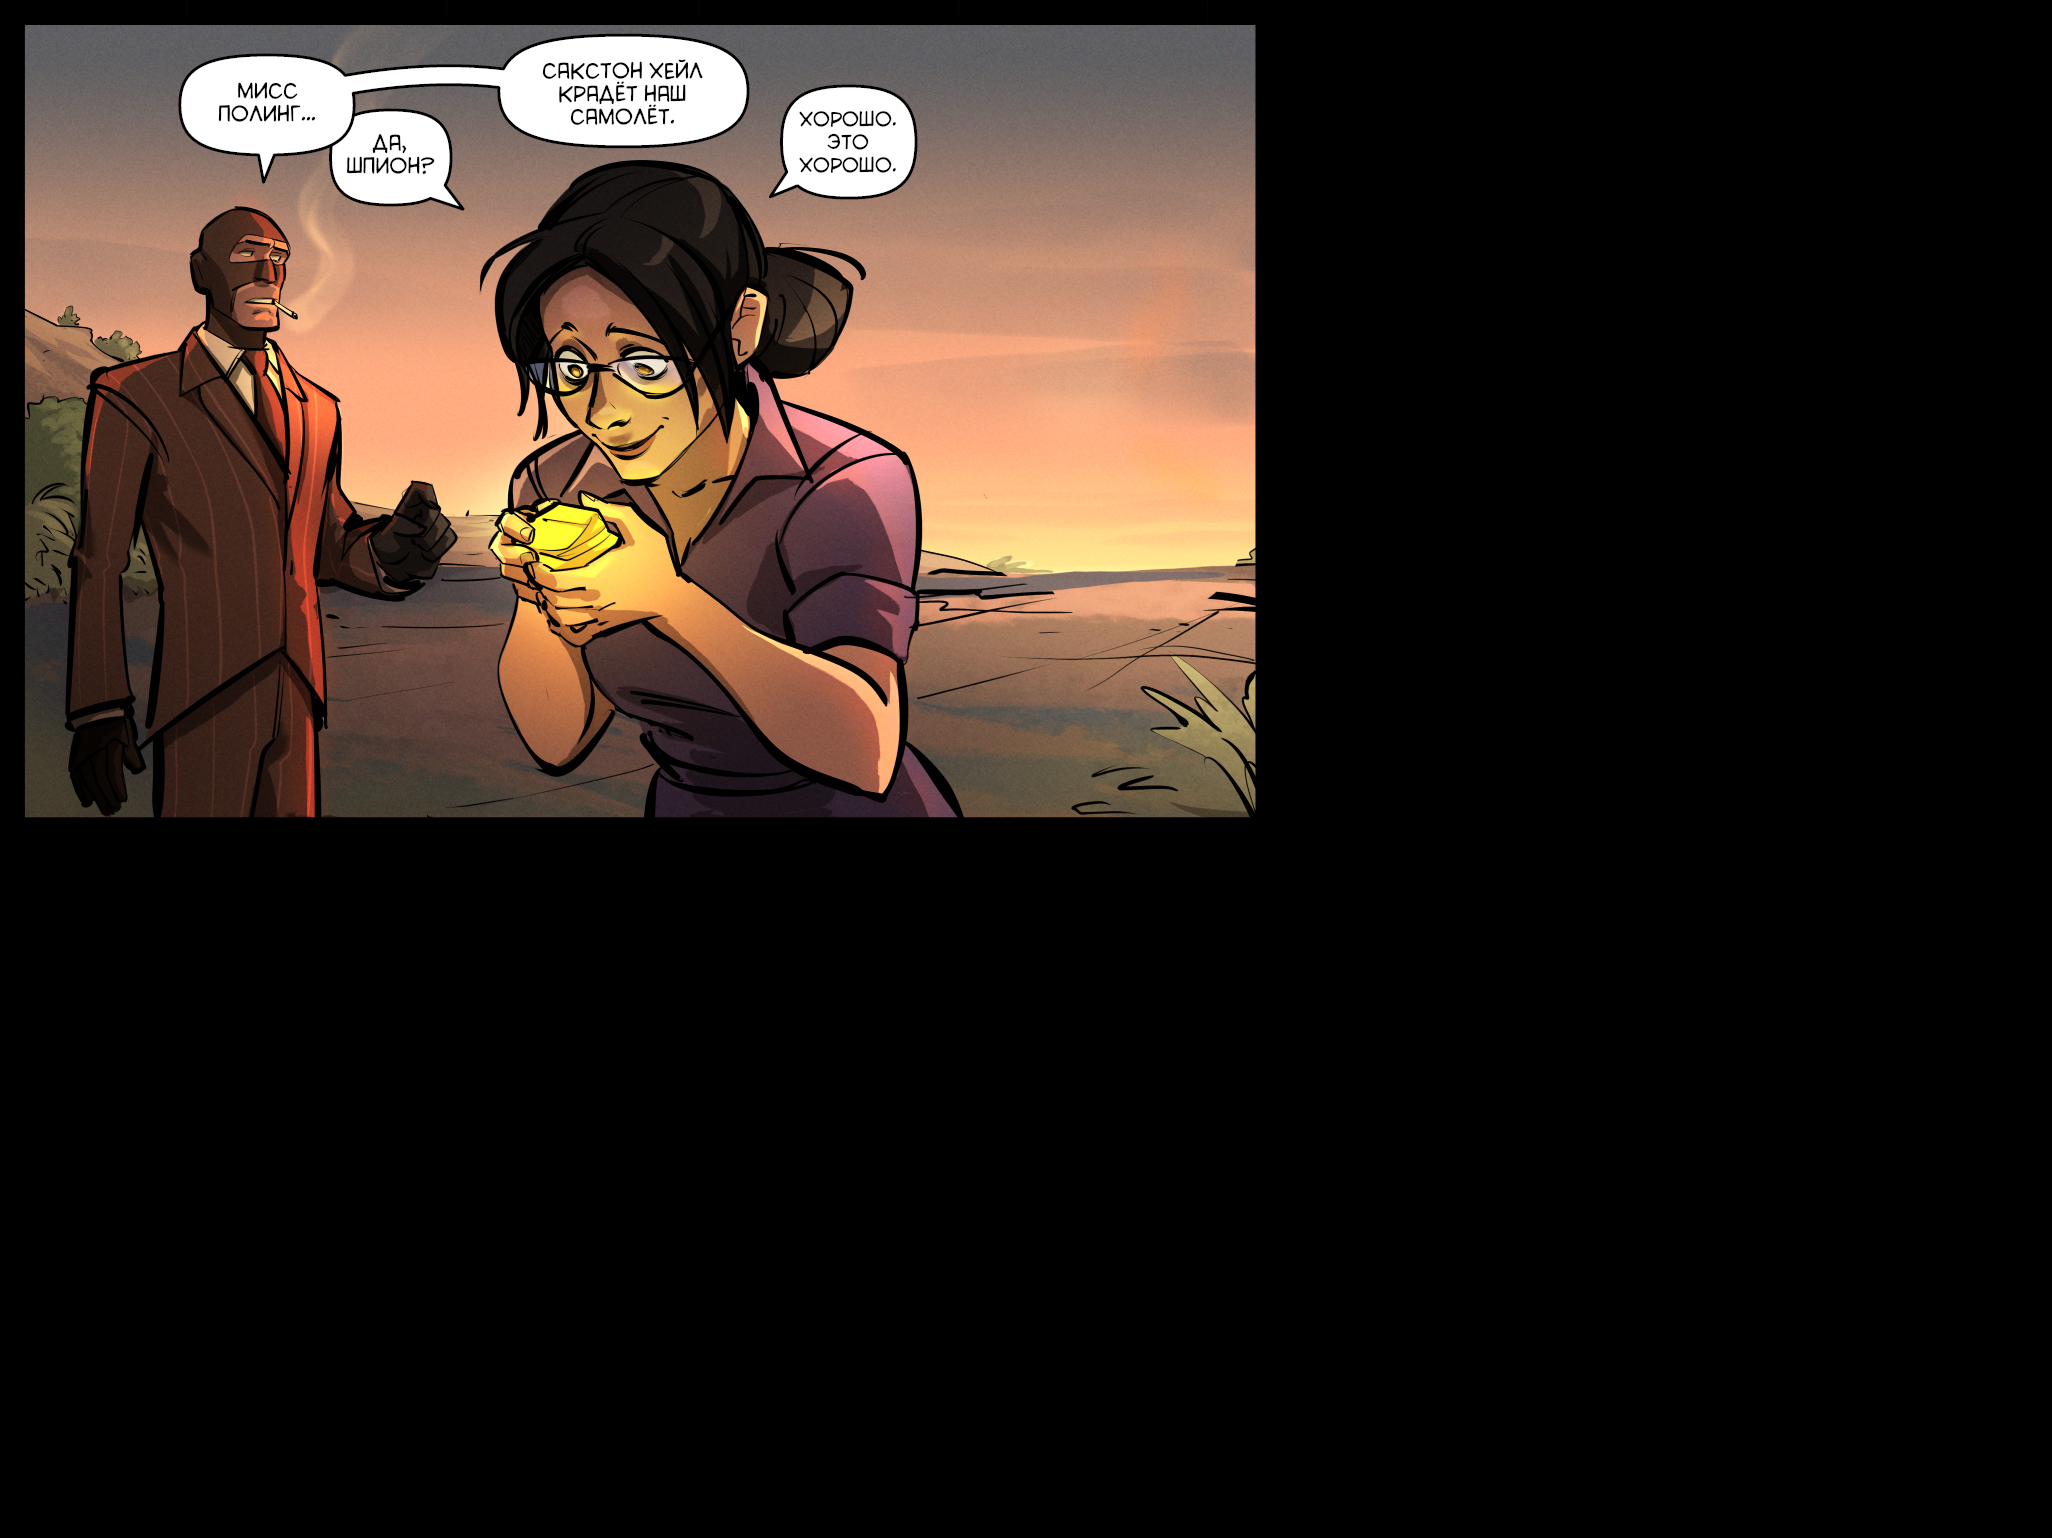 МИСС
ПОЛИНГ...
ДА,
ШПИОН?
САКСТОН ХЕЙЛ
КРАДЁТ НАШ
САМОЛЁТ.
ХОРОШО.
ЭТО
ХОРОШО.